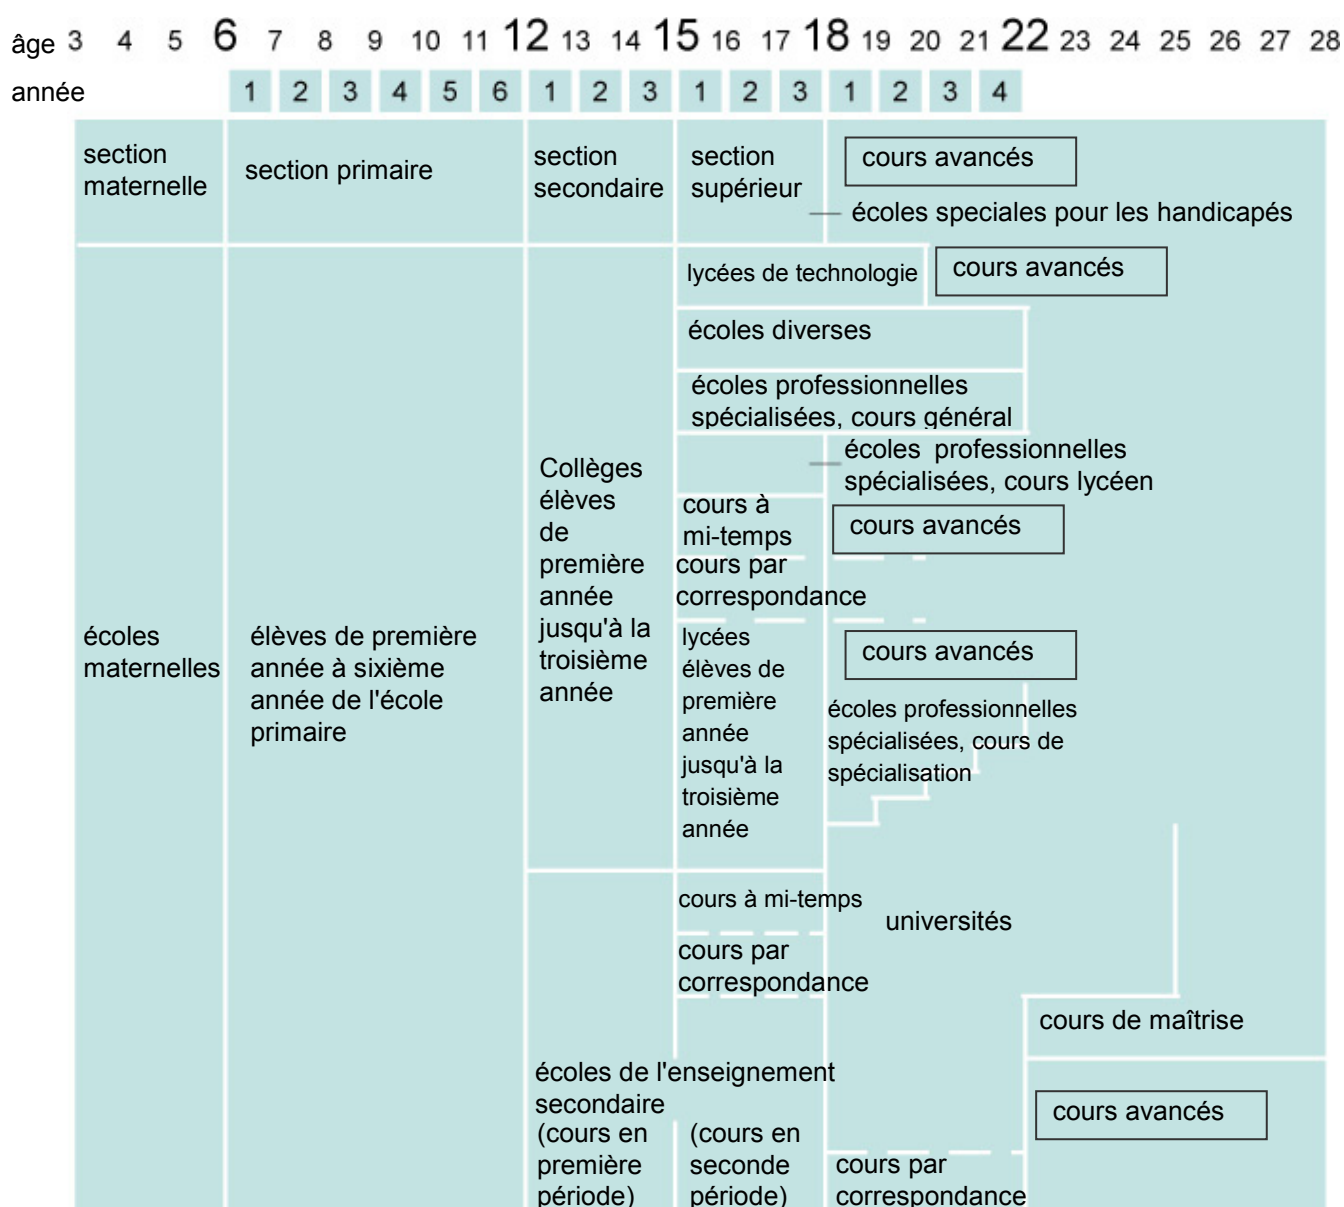 âge 3 4 5 6 7 8 9 10 11 12 13 14 15 16 17 18 19 20 21 22 23 24 25 26 27 28
année 1 2 3 4 5 6 1 2 3 1 2 3 1 2 3 4
section
maternelle
section primaire
section
secondaire
section
supérieur
cours avancés
écoles speciales pour les handicapés
lycées de technologie
cours avancés
écoles diverses
écoles professionnelles
spécialisées, cours général
écoles professionnelles
spécialisées, cours lycéen
cours à
mi-temps
cours avancés
cours par
correspondance
écoles
maternelles
élèves de première
année à sixième
année de l'école
primaire
Collèges
élèves
de
première
année
jusqu'à la
troisième
année
lycées
élèves de
première
année
jusqu'à la
troisième
année
cours avancés
écoles professionnelles
spécialisées, cours de
spécialisation
cours à mi-temps
cours par
correspondance
universités
cours de maîtrise
écoles de l'enseignement
secondaire
(cours en
première
période)
(cours en
seconde
période)
cours avancés
cours par
correspondance